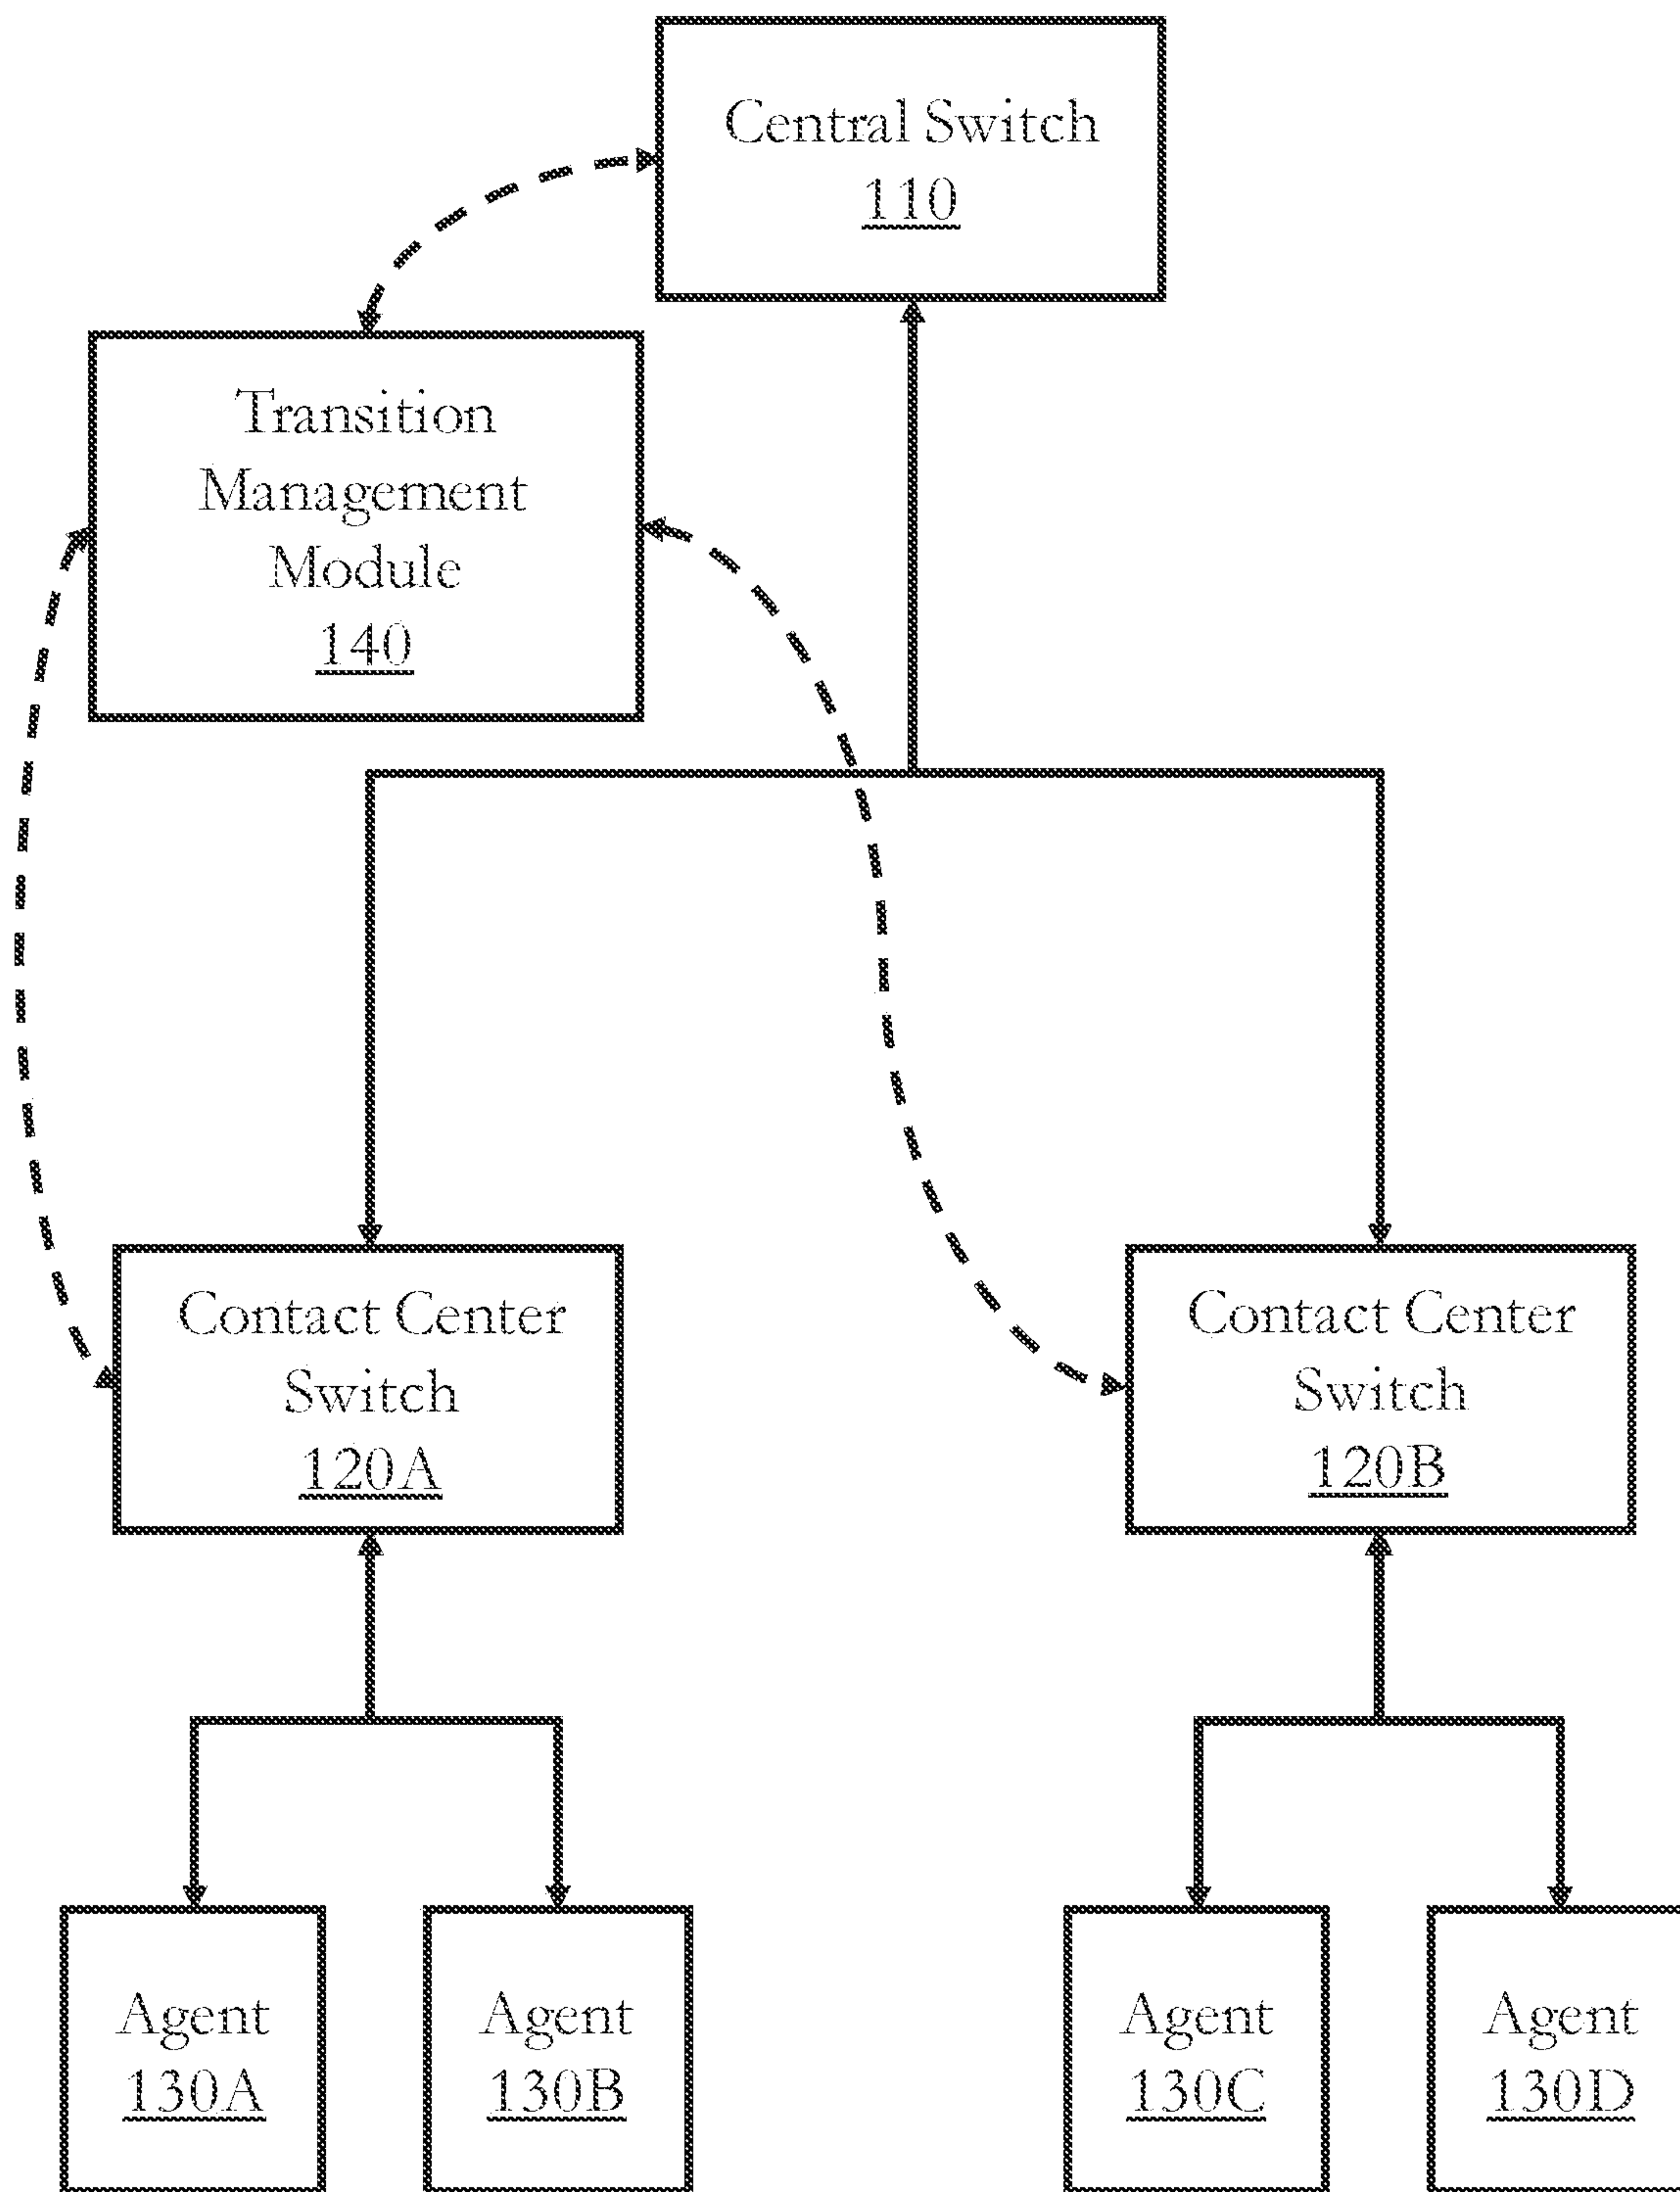 Central Switch
110
Transition
Management
Module
140
Contact Center
Switch
120A
Contact Center
Switch
120B
Agent
130A
Agent
130B
Agent
130C
Agent
130D